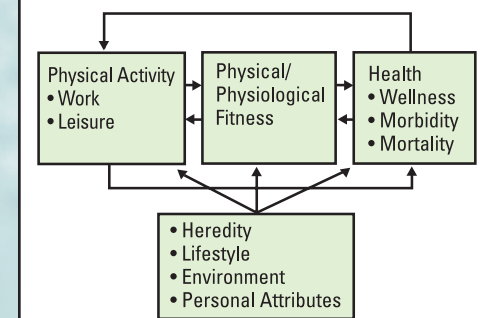 Physical Activity
• Work
• Leisure
Physical/
Physiological
Fitness
Health
• Wellness
• Morbidity
• Mortality
• Heredity
• Lifestyle
• Environment
• Personal Attributes